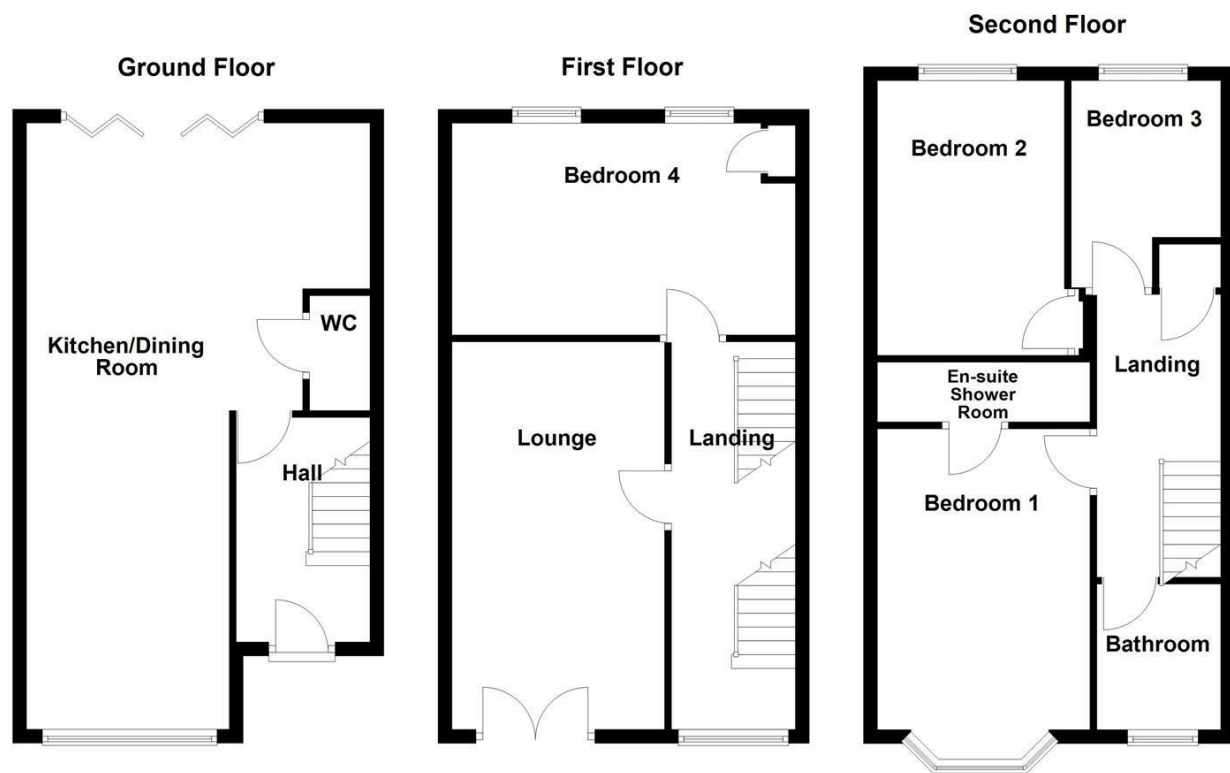 Ground Floor
Kitchen/Dining
Room
WC
Hall
First Floor
Bedroom 4
Lounge
Landing
Second Floor
Bedroom 2
Bedroom 3
En-suite
Shower
Room
Landing
Bedroom 1
Bathroom